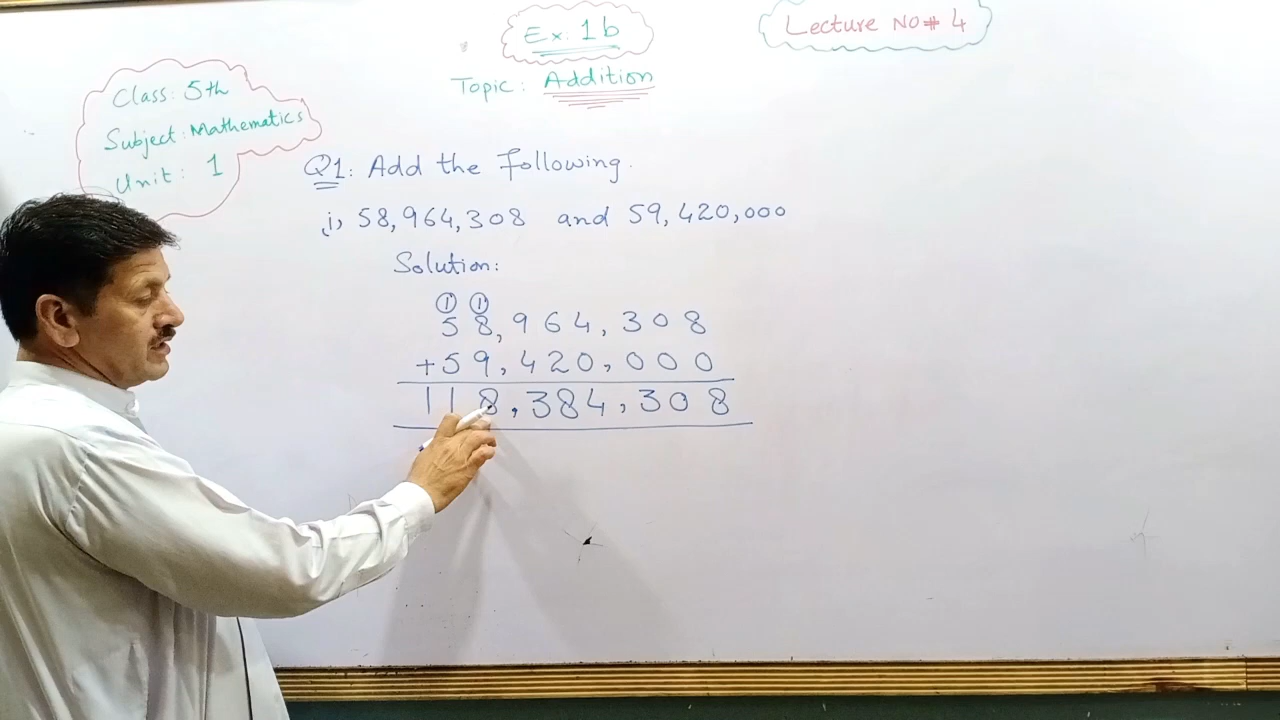 Ex: 1b
Lecture No# 4
Topic: Addition
Class: 5th
Subject: Mathematics
Unit: 1
Q1: Add the following.
i, 58,964,308 and 59,420,000
Solution:
1 1
58,964,308
+59,420,000
118,384,308